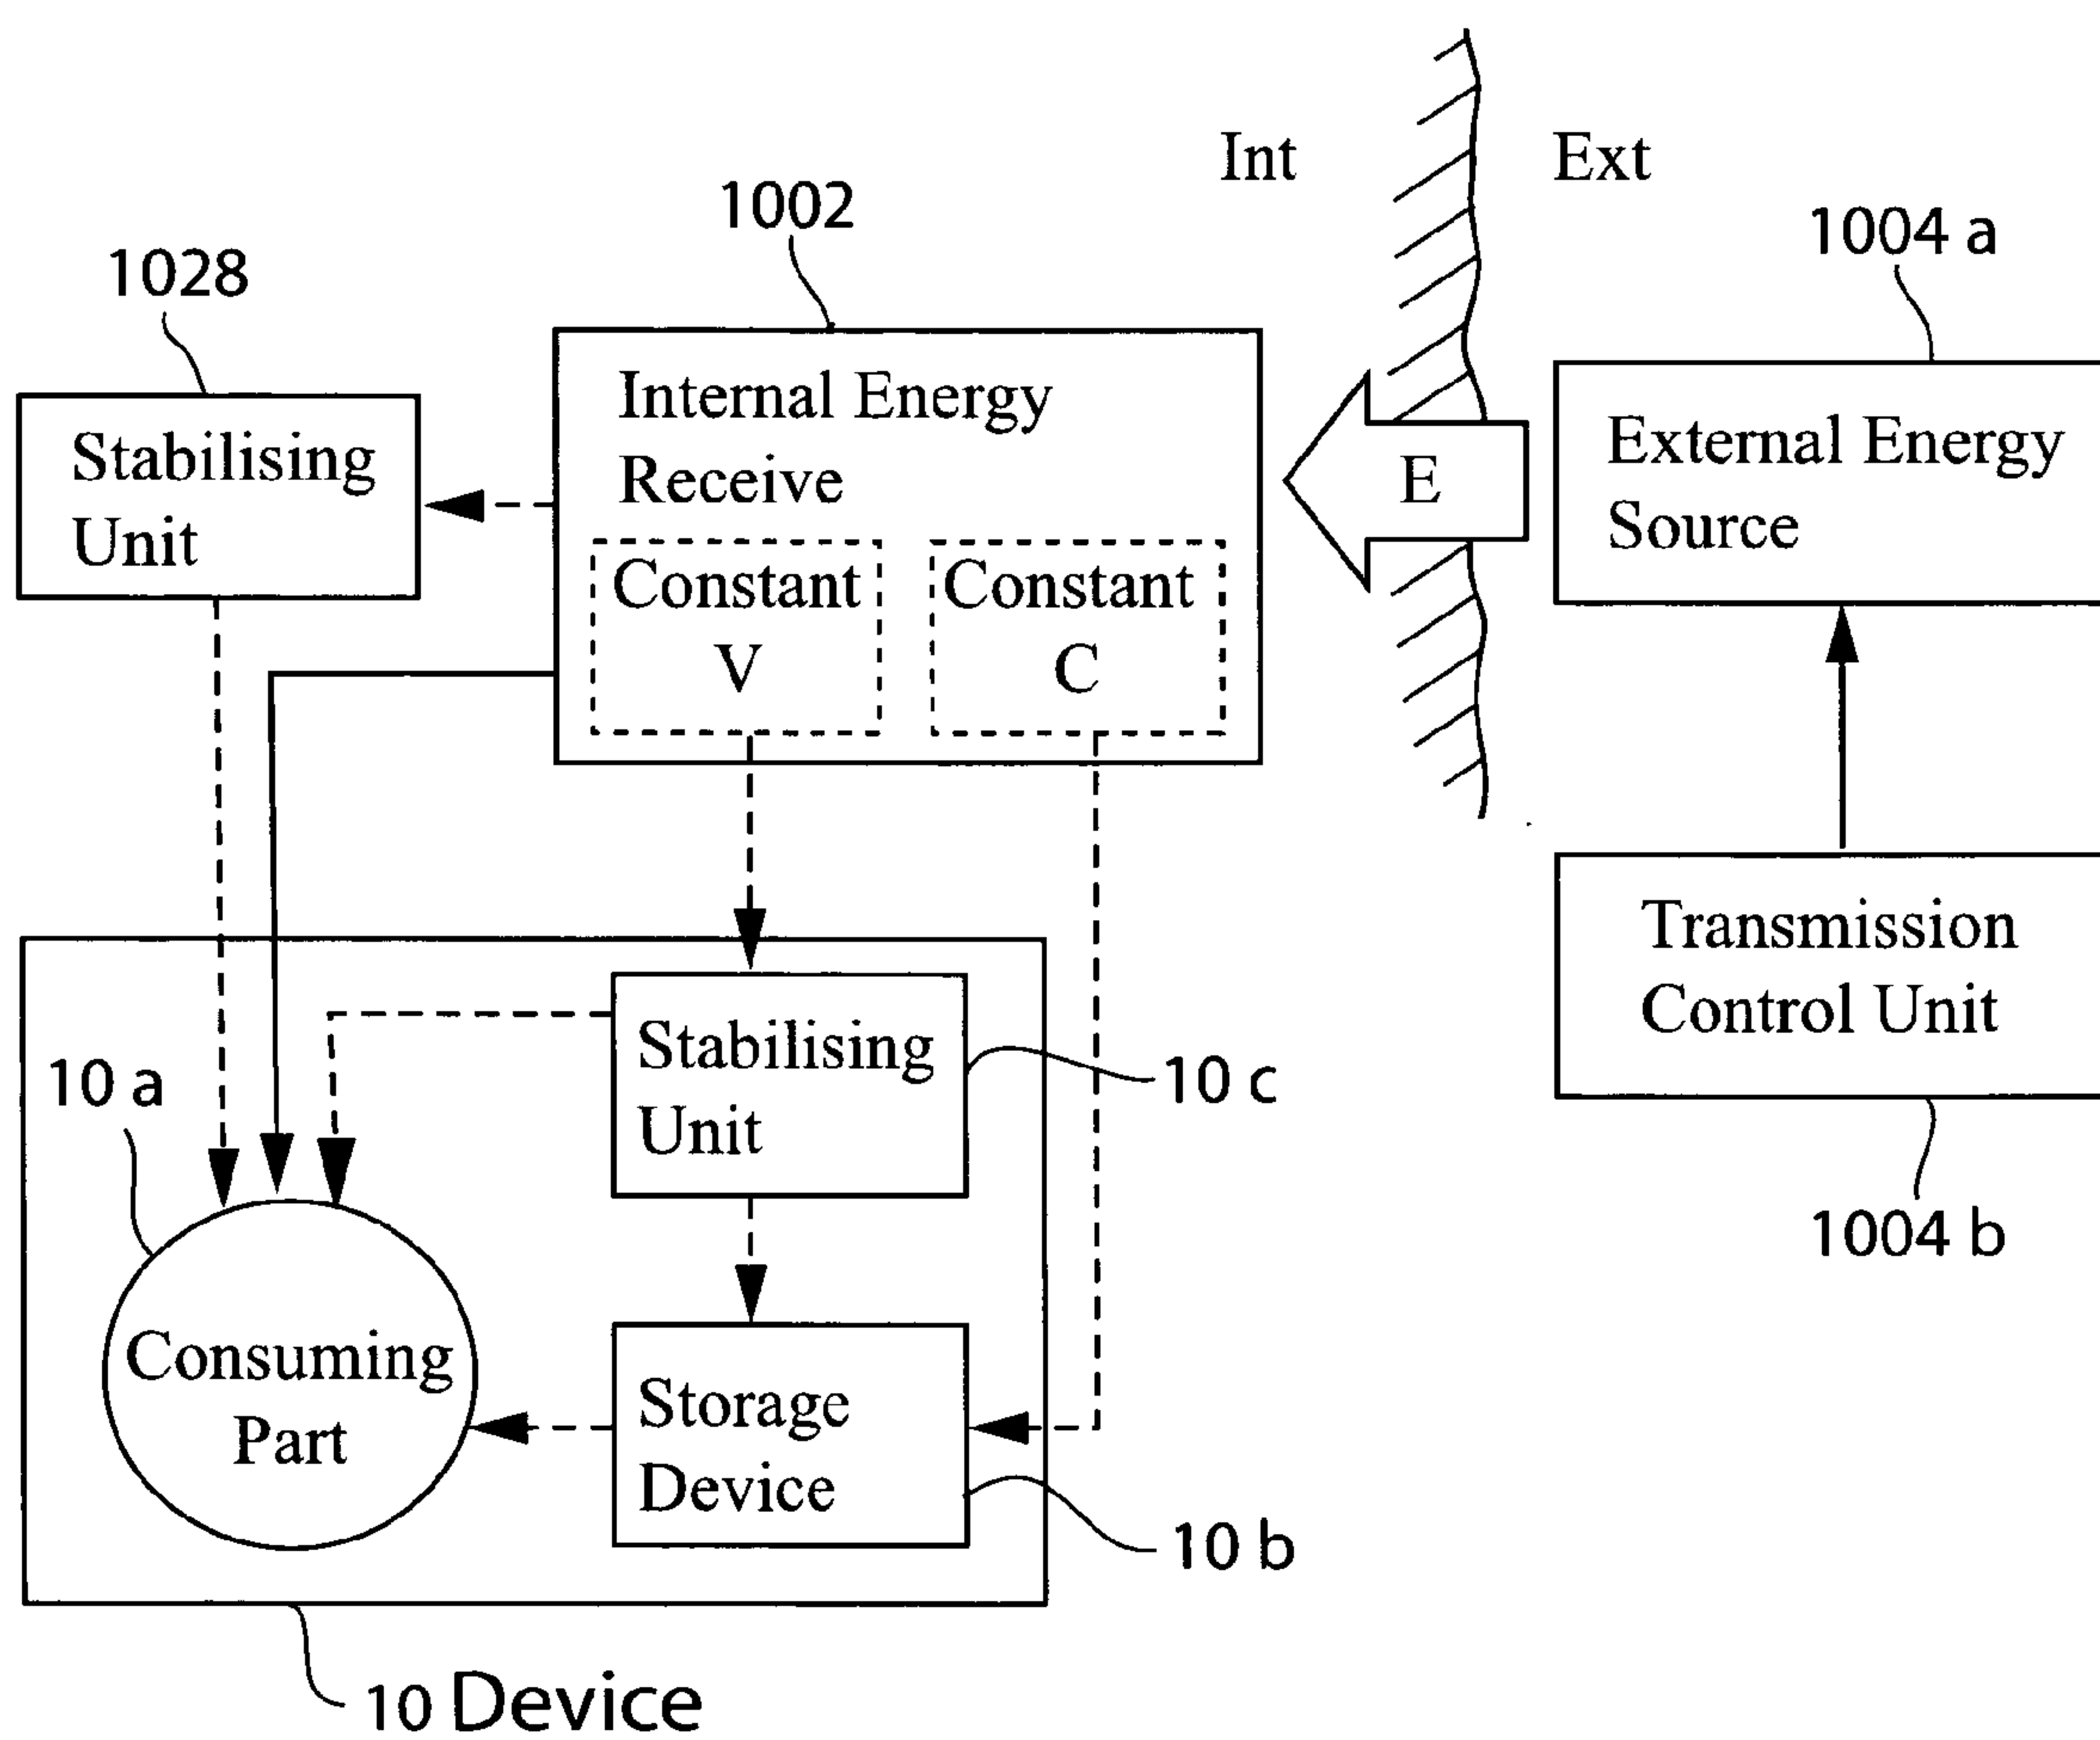 Int
Ext
1002
1004 a
1028
Internal Energy
Receive
Constant
V
Constant
C
Stabilising
Unit
E
External Energy
Source
Transmission
Control Unit
1004 b
10 a
Stabilising
Unit
10 c
Consuming
Part
Storage
Device
10 b
10 Device